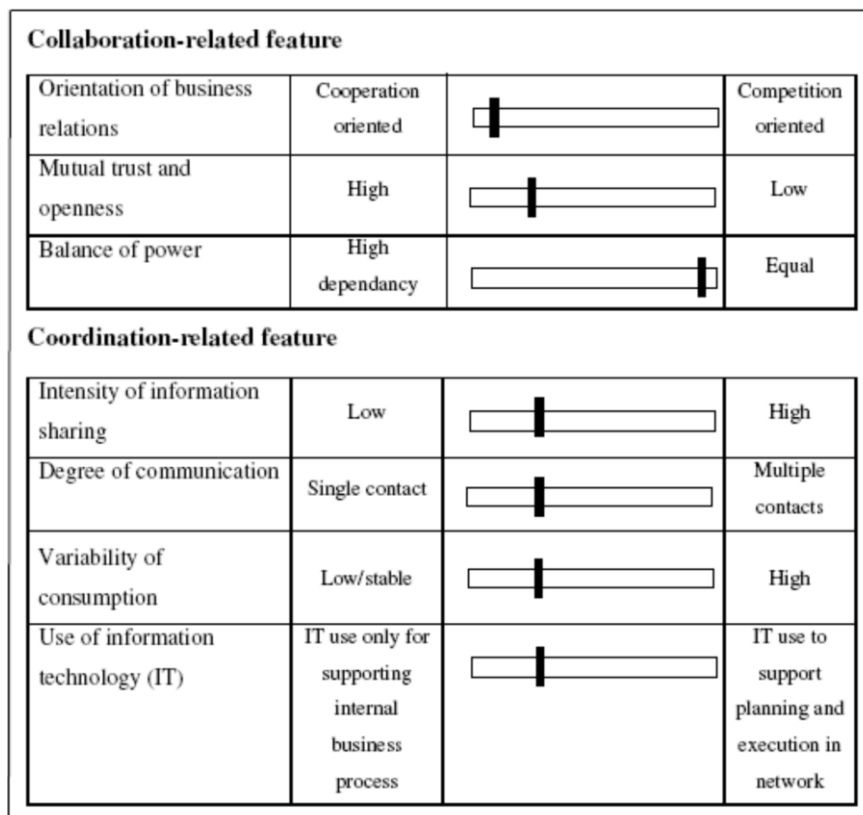 Collaboration-related feature
Orientation of business
relations
Cooperation
oriented
Competition
oriented
Mutual trust and
openness
High
Low
Balance of power
High
dependancy
Equal
Coordination-related feature
Intensity of information
sharing
Low
High
Degree of communication
Single contact
Multiple
contacts
Variability of
consumption
Low/stable
High
Use of information
technology (IT)
IT use only for
supporting
internal
business
process
IT use to
support
planning and
execution in
network